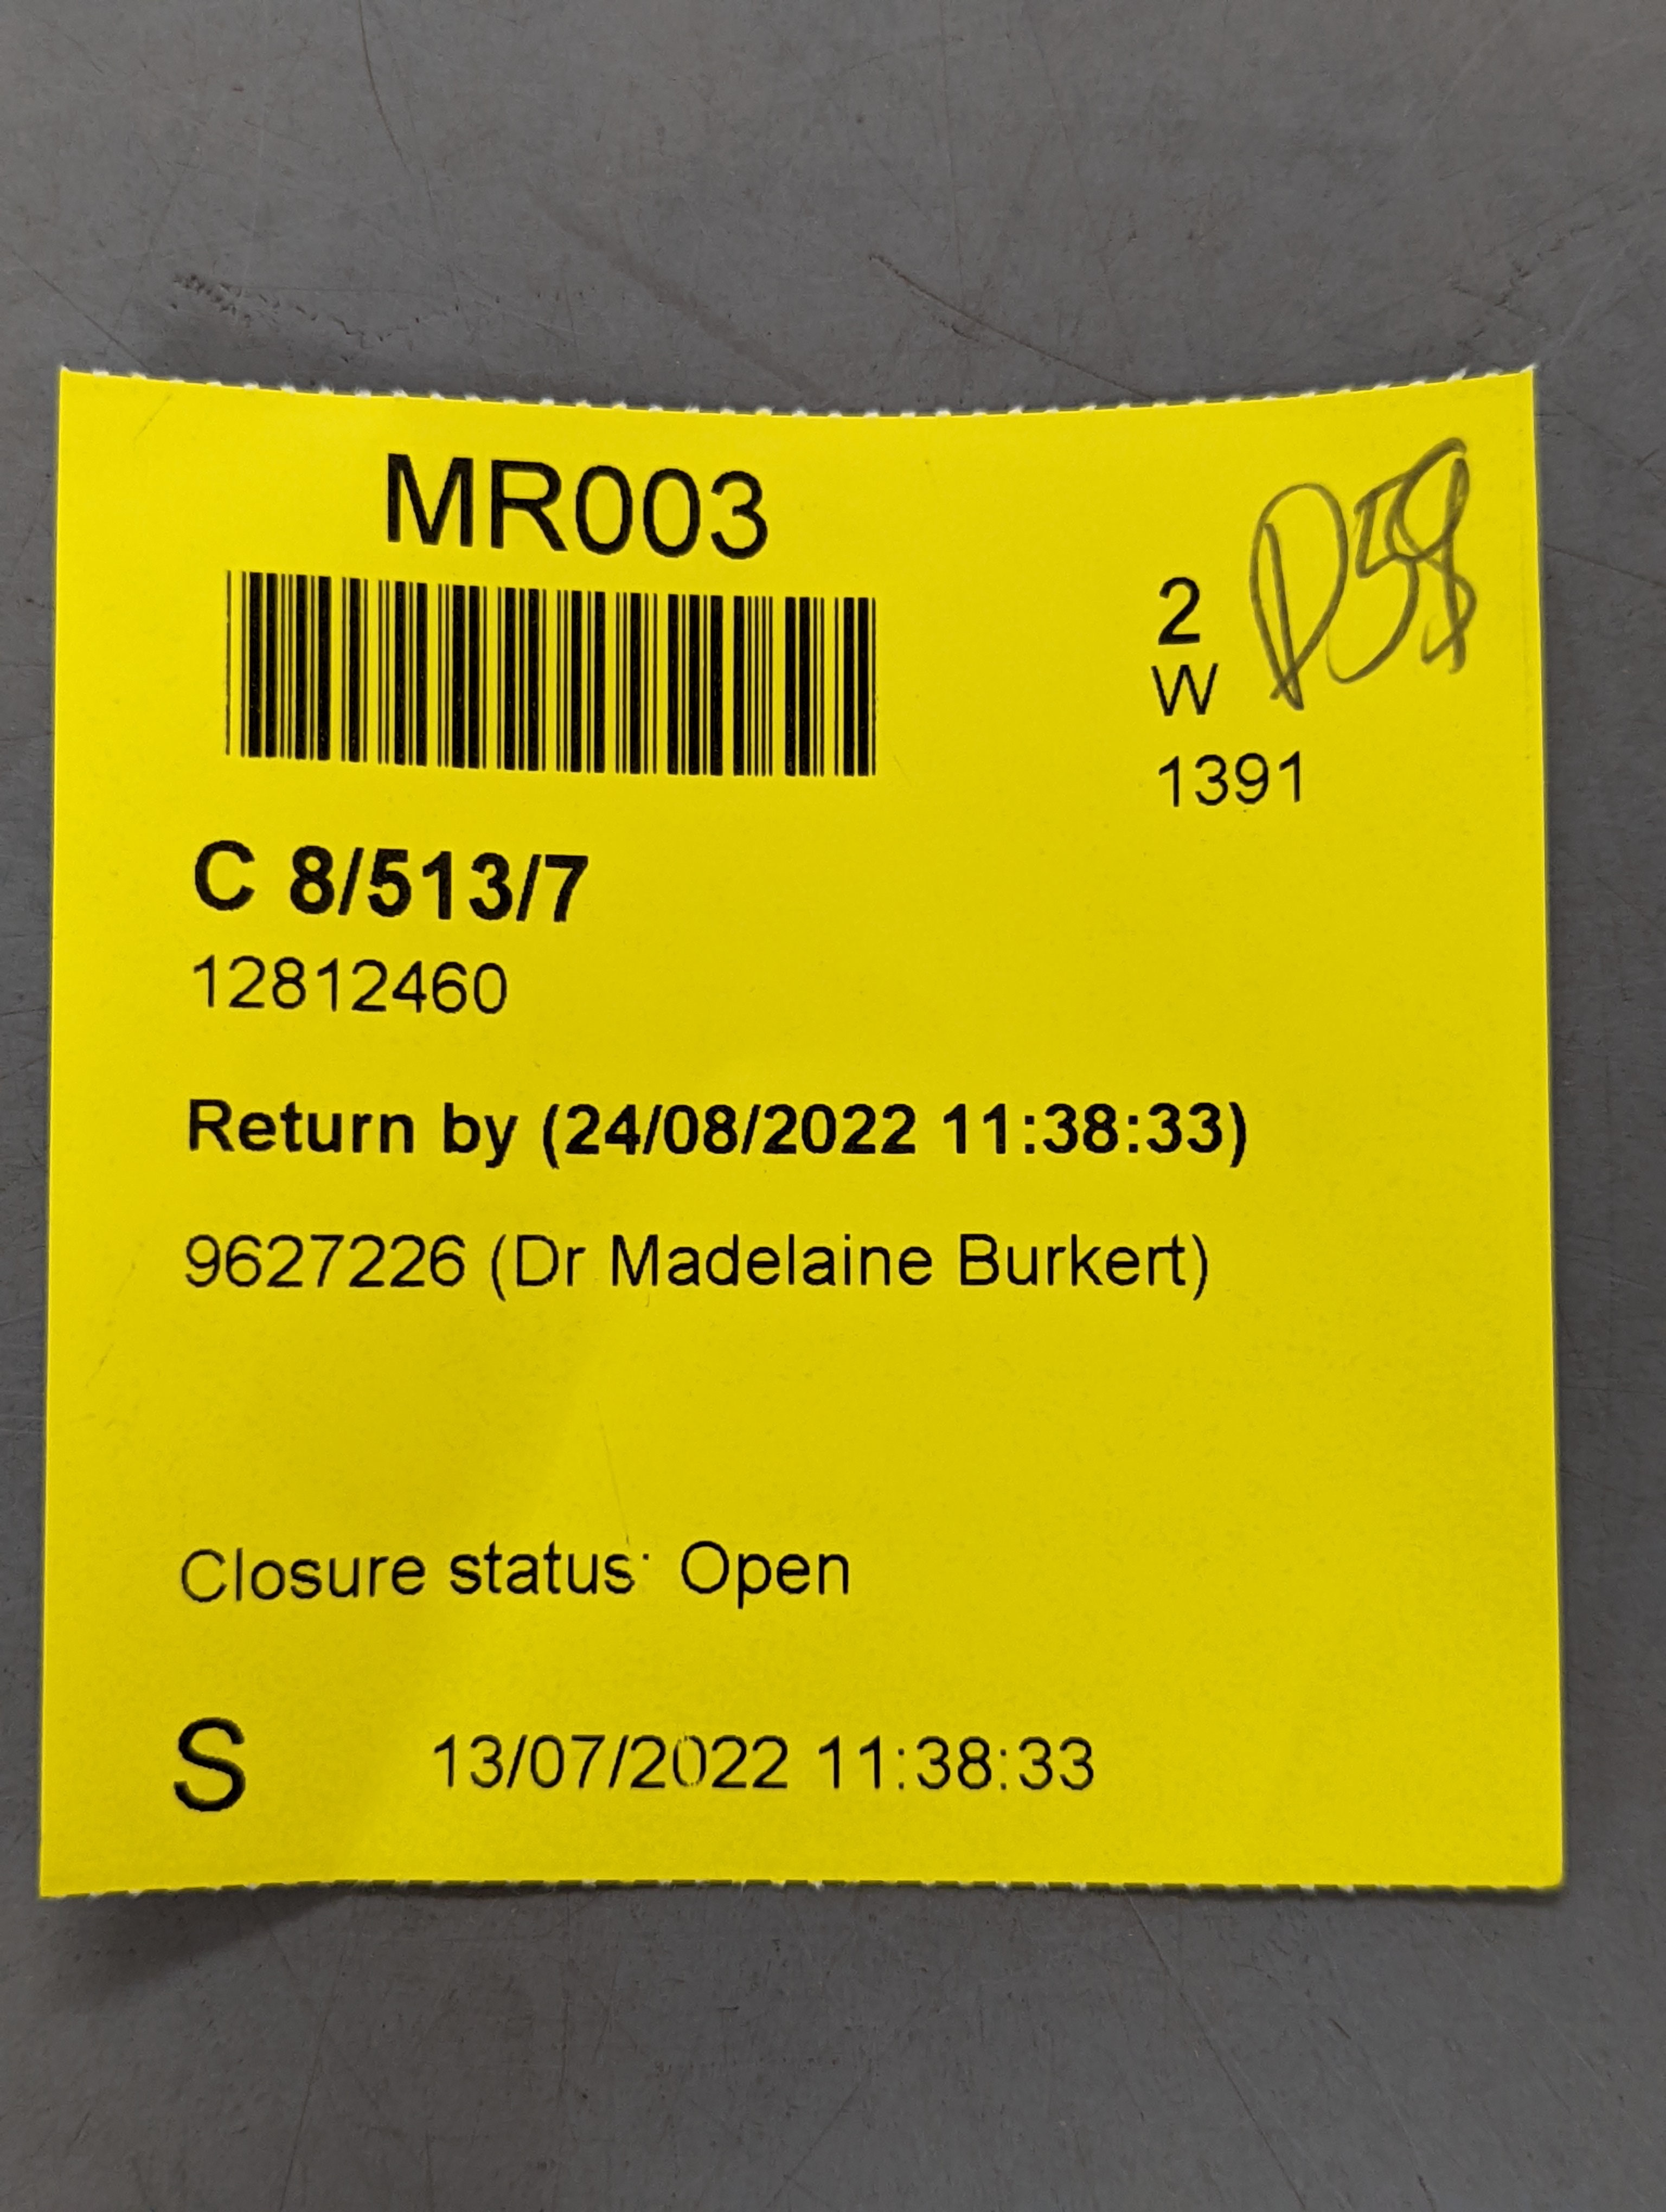 MR003
2
W
D58
1391
C 8/513/7
12812460
Return by (24/08/2022 11:38:33)
9627226 (Dr Madelaine Burkert)
Closure status: Open
S 13/07/2022 11:38:33